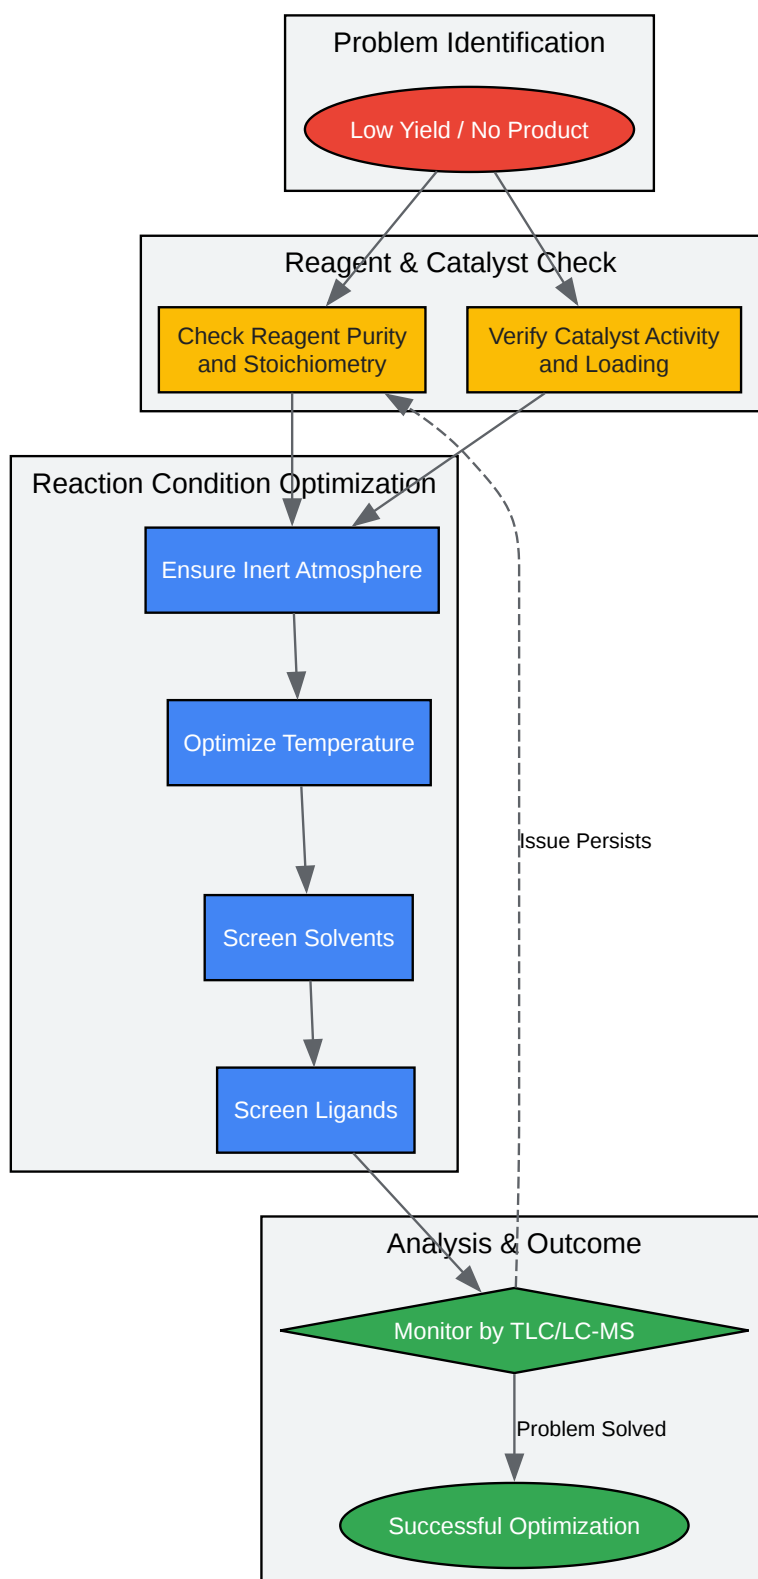 Problem Identification
Low Yield / No Product
Reagent & Catalyst Check
Check Reagent Purity
and Stoichiometry
Verify Catalyst Activity
and Loading
Reaction Condition Optimization
Ensure Inert Atmosphere
Optimize Temperature
Issue Persists
Screen Solvents
Screen Ligands
Analysis & Outcome
Monitor by TLC/LC-MS
Problem Solved
Successful Optimization